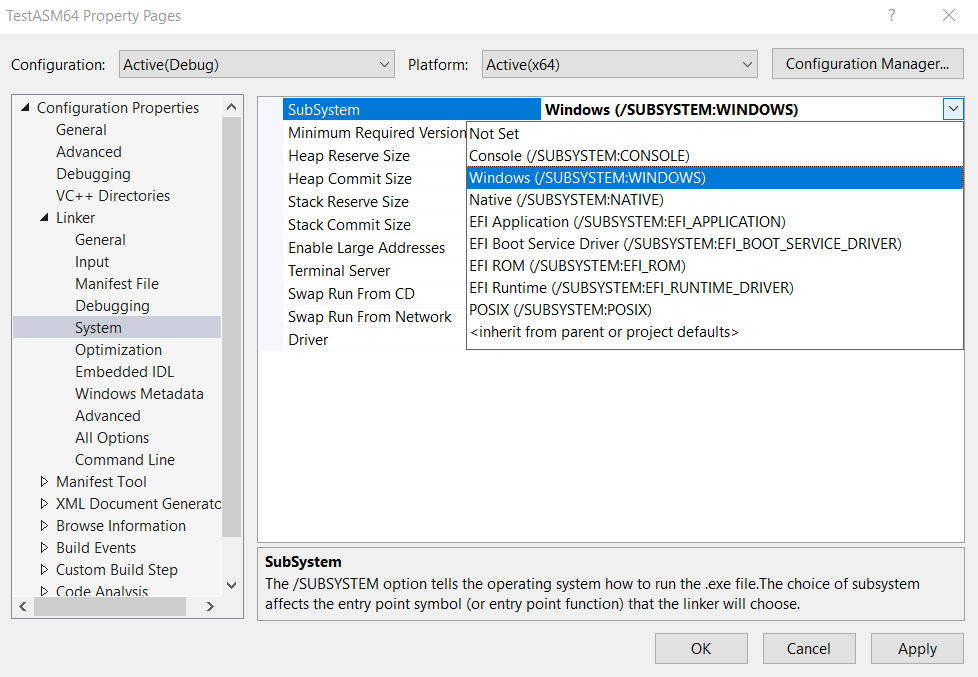 TestASM64 Property Pages
?
Configuration: Active(Debug) Platform: Active(x64) Configuration Manager...
Configuration Properties
General
Advanced
Debugging
VC++ Directories
Linker
General
Input
Manifest File
Debugging
System
Optimization
Embedded IDL
Windows Metadata
Advanced
All Options
Command Line
Manifest Tool
XML Document Generato
Browse Information
Build Events
Custom Build Step
Code Analysis
SubSystem Windows (/SUBSYSTEM:WINDOWS)
Minimum Required Version
Heap Reserve Size
Heap Commit Size
Stack Reserve Size
Stack Commit Size
Enable Large Addresses
Terminal Server
Swap Run From CD
Swap Run From Network
Driver
Not Set
Console (/SUBSYSTEM:CONSOLE)
Windows (/SUBSYSTEM:WINDOWS)
Native (/SUBSYSTEM:NATIVE)
EFI Application (/SUBSYSTEM:EFI_APPLICATION)
EFI Boot Service Driver (/SUBSYSTEM:EFI_BOOT_SERVICE_DRIVER)
EFI ROM (/SUBSYSTEM:EFI_ROM)
EFI Runtime (/SUBSYSTEM:EFI_RUNTIME_DRIVER)
POSIX (/SUBSYSTEM:POSIX)
<inherit from parent or project defaults>
SubSystem
The /SUBSYSTEM option tells the operating system how to run the .exe file.The choice of subsystem
affects the entry point symbol (or entry point function) that the linker will choose.
OK Cancel Apply